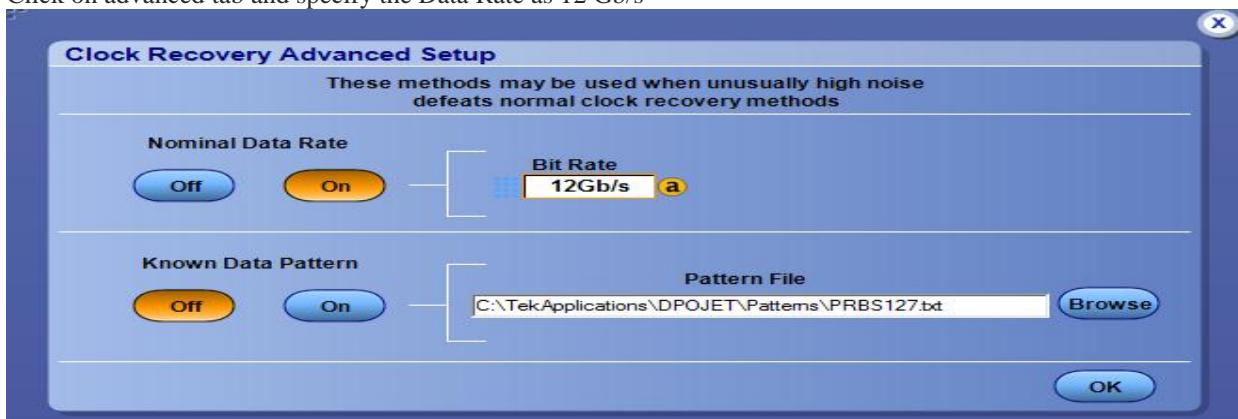 Click on advanced tab and specify the Data Rate as 12 Gb/s
X
Clock Recovery Advanced Setup
These methods may be used when unusually high noise
defeats normal clock recovery methods
Nominal Data Rate
Off On
Bit Rate
12Gb/s a
Known Data Pattern
Off On
Pattern File
C:\TekApplications\DPOJET\Patterns\PRBS127.txt Browse
OK